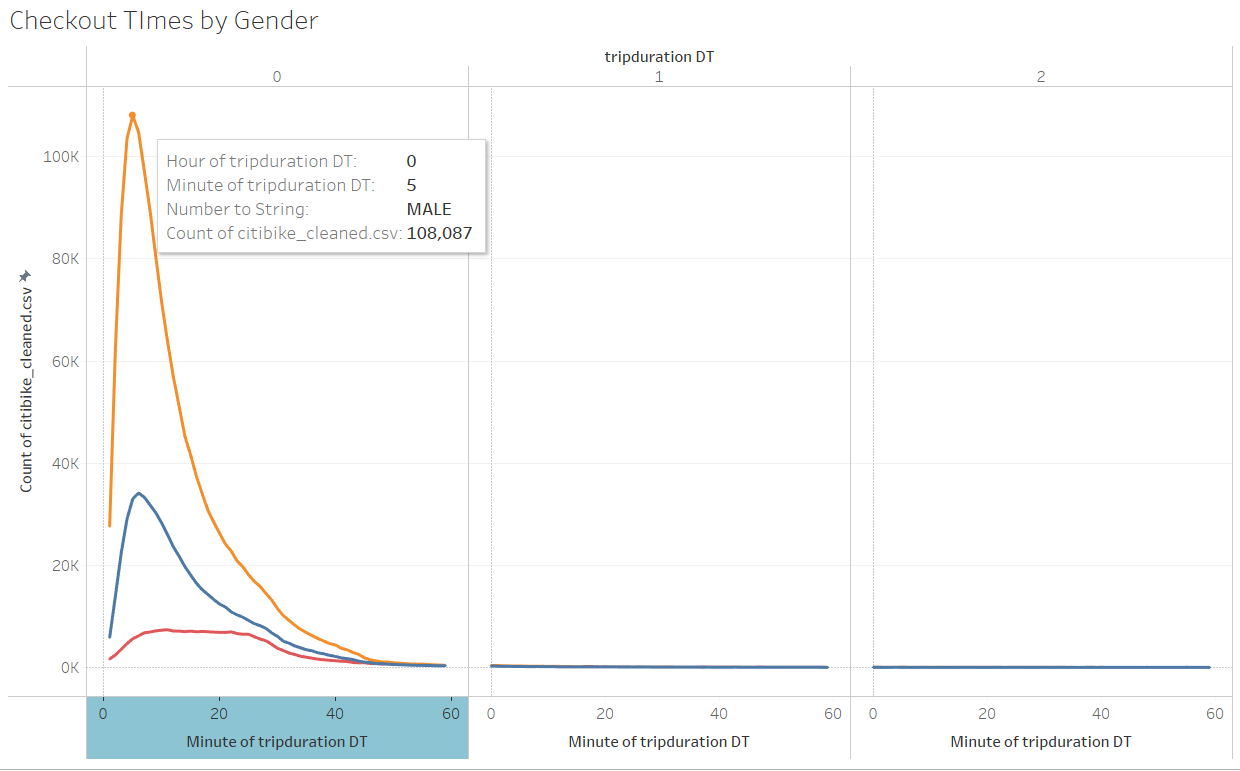 Checkout TImes by Gender
tripduration DT
0 1 2
100K
80K
60K
40K
20K
0K
Count of citibike_cleaned.csv
Hour of tripduration DT: 0
Minute of tripduration DT: 5
Number to String: MALE
Count of citibike_cleaned.csv: 108,087
0 20 40 60 0 20 40 60 0 20 40 60
Minute of tripduration DT Minute of tripduration DT Minute of tripduration DT